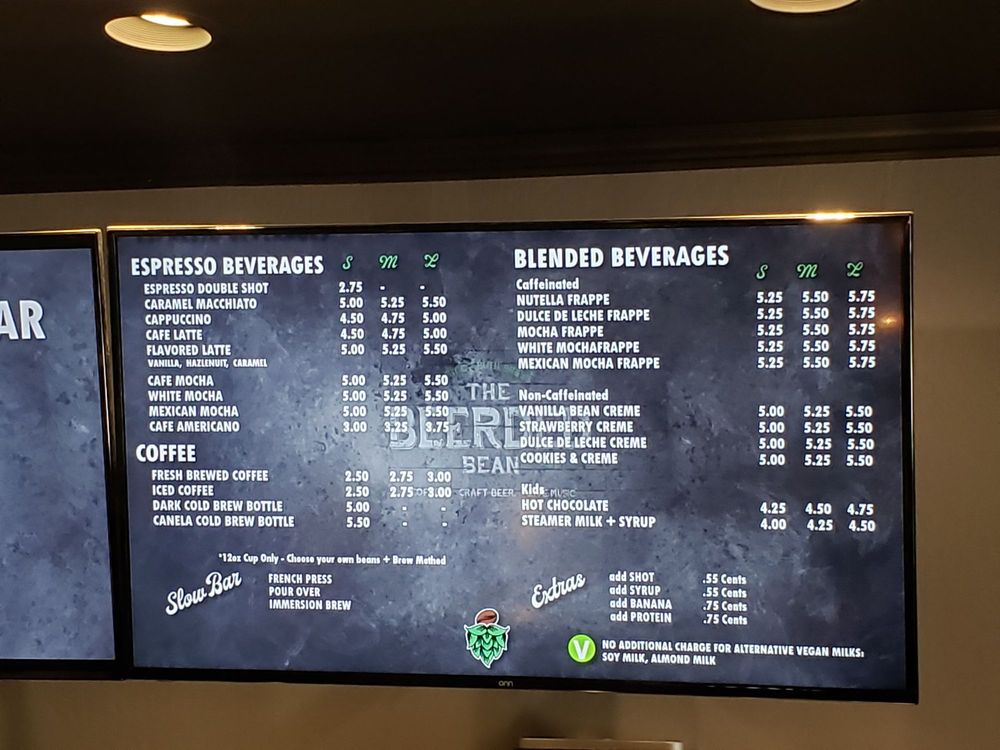 AR
ESPRESSO BEVERAGES S M L
ESPRESSO DOUBLE SHOT 2.75 - -
CARAMEL MACCHIATO 5.00 5.25 5.50
CAPPUCCINO 4.50 4.75 5.00
CAFE LATTE 4.50 4.75 5.00
FLAVORED LATTE 5.00 5.25 5.50
VANILLA, HAZLENUIT, CARAMEL
CAFE MOCHA 5.00 5.25 5.50
WHITE MOCHA 5.00 5.25 5.50
MEXICAN MOCHA 5.00 5.25 5.50
CAFE AMERICANO 3.00 3.25 3.75
COFFEE
FRESH BREWED COFFEE 2.50 2.75 3.00
ICED COFFEE 2.50 2.75 3.00
DARK COLD BREW BOTTLE 5.00 - -
CANELA COLD BREW BOTTLE 5.50 - -
*12oz Cup Only - Choose your own beans + Brew Method
Slow Bar
FRENCH PRESS
POUR OVER
IMMERSION BREW
THE
BEAN
CRAFT BEER
MUSIC
BLENDED BEVERAGES S M L
Caffeinated
NUTELLA FRAPPE 5.25 5.50 5.75
DULCE DE LECHE FRAPPE 5.25 5.50 5.75
MOCHA FRAPPE 5.25 5.50 5.75
WHITE MOCHAFRAPPE 5.25 5.50 5.75
MEXICAN MOCHA FRAPPE 5.25 5.50 5.75
Non-Caffeinated
VANILLA BEAN CREME 5.00 5.25 5.50
STRAWBERRY CREME 5.00 5.25 5.50
DULCE DE LECHE CREME 5.00 5.25 5.50
COOKIES & CREME 5.00 5.25 5.50
Kids
HOT CHOCOLATE 4.25 4.50 4.75
STEAMER MILK + SYRUP 4.00 4.25 4.50
Extras
add SHOT .55 Cents
add SYRUP .55 Cents
add BANANA .75 Cents
add PROTEIN .75 Cents
V
NO ADDITIONAL CHARGE FOR ALTERNATIVE VEGAN MILKS:
SOY MILK, ALMOND MILK
onn